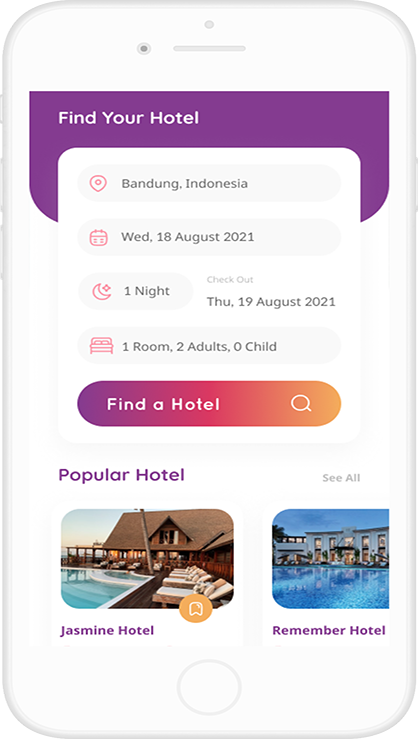 Find Your Hotel
Bandung, Indonesia
Wed, 18 August 2021
1 Night
Check Out
Thu, 19 August 2021
1 Room, 2 Adults, 0 Child
Find a Hotel
Popular Hotel
See All
Jasmine Hotel
Remember Hotel